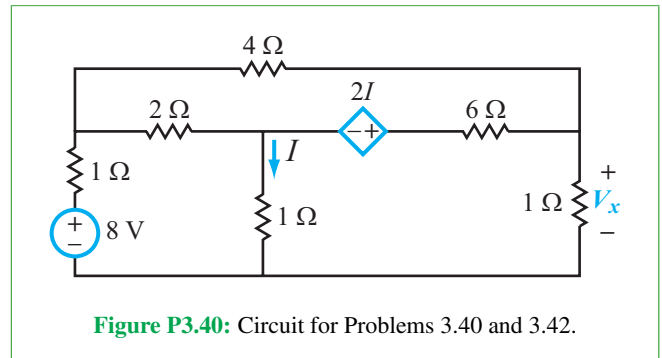 4 Ω
2I
2 Ω
6 Ω
− +
I
1 Ω
+
1 Ω
Vx
−
+
−
8 V
1 Ω
Figure P3.40: Circuit for Problems 3.40 and 3.42.